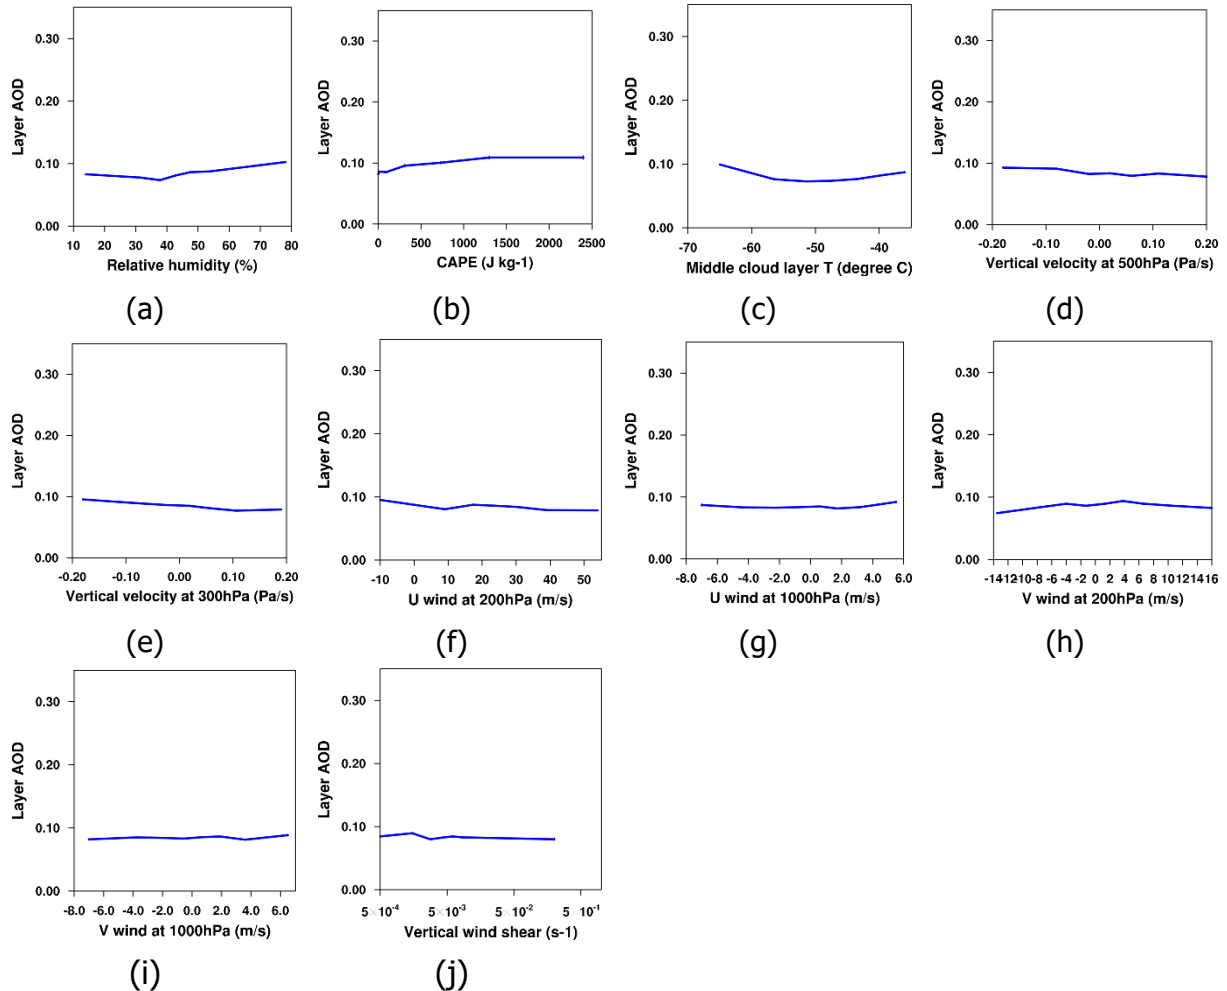 Layer AOD
0.30
0.20
0.10
0.00
10 20 30 40 50 60 70 80
Relative humidity (%)
(a)
Layer AOD
0.30
0.20
0.10
0.00
0 500 1000 1500 2000 2500
CAPE (J kg-1)
(b)
Layer AOD
0.30
0.20
0.10
0.00
-70 -60 -50 -40
Middle cloud layer T (degree C)
(c)
Layer AOD
0.30
0.20
0.10
0.00
-0.20 -0.10 0.00 0.10 0.20
Vertical velocity at 500hPa (Pa/s)
(d)
Layer AOD
0.30
0.20
0.10
0.00
-0.20 -0.10 0.00 0.10 0.20
Vertical velocity at 300hPa (Pa/s)
(e)
Layer AOD
0.30
0.20
0.10
0.00
-10 0 10 20 30 40 50
U wind at 200hPa (m/s)
(f)
Layer AOD
0.30
0.20
0.10
0.00
-8.0 -6.0 -4.0 -2.0 0.0 2.0 4.0 6.0
U wind at 1000hPa (m/s)
(g)
Layer AOD
0.30
0.20
0.10
0.00
-14-12-10-8 -6 -4 -2 0 2 4 6 8 10 12 14 16
V wind at 200hPa (m/s)
(h)
Layer AOD
0.30
0.20
0.10
0.00
-8.0 -6.0 -4.0 -2.0 0.0 2.0 4.0 6.0
V wind at 1000hPa (m/s)
(i)
Layer AOD
0.30
0.20
0.10
0.00
5×10-4 5×10-3 5×10-2 5×10-1
Vertical wind shear (s-1)
(j)